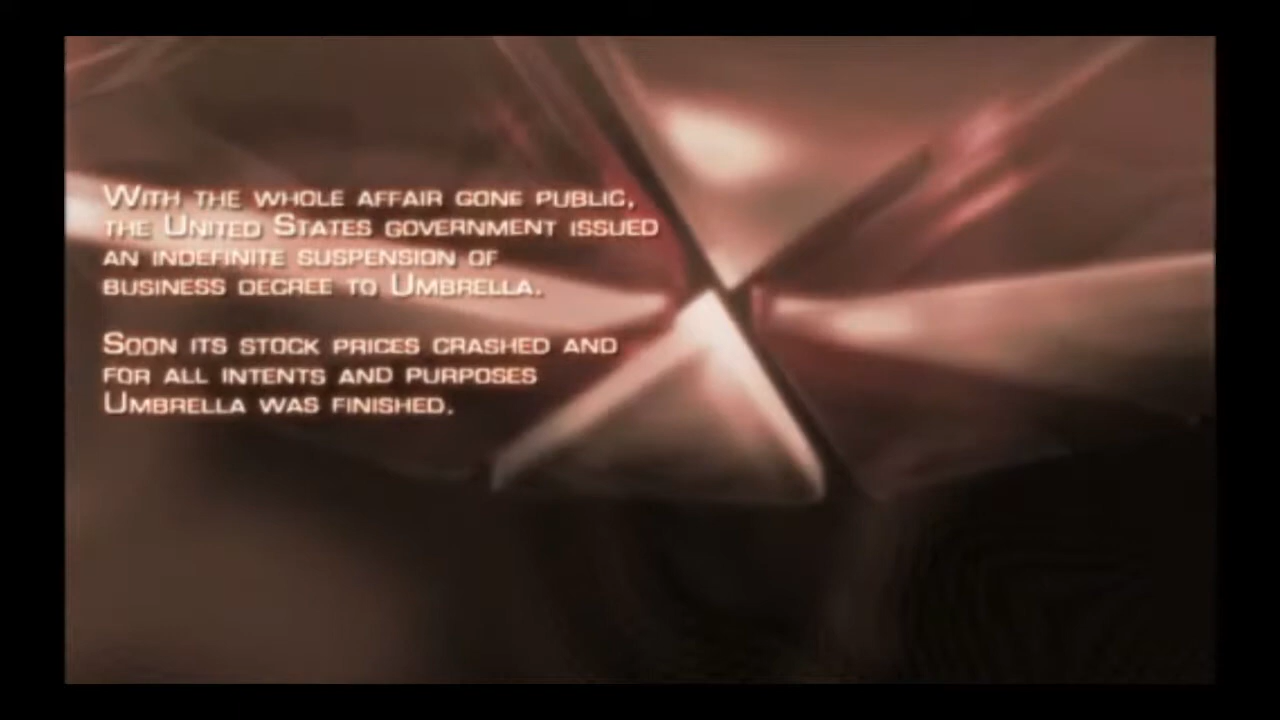 With the whole affair gone public,
the United States government issued
an indefinite suspension of
business decree to Umbrella.
Soon its stock prices crashed and
for all intents and purposes
Umbrella was finished.